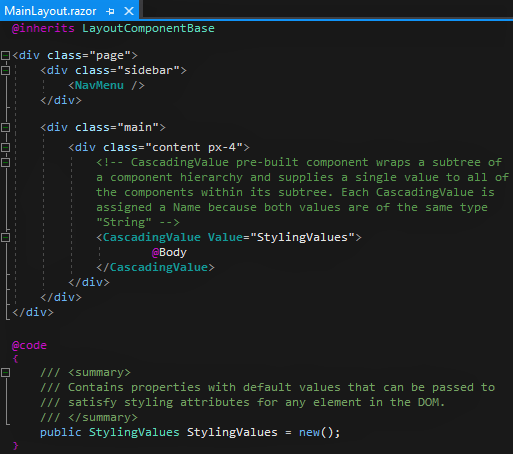 MainLayout.razor
@inherits LayoutComponentBase
<div class="page">
<div class="sidebar">
<NavMenu />
</div>
<div class="main">
<div class="content px-4">
<!-- CascadingValue pre-built component wraps a subtree of
a component hierarchy and supplies a single value to all of
the components within its subtree. Each CascadingValue is
assigned a Name because both values are of the same type
"String" -->
<CascadingValue Value="StylingValues">
@Body
</CascadingValue>
</div>
</div>
</div>
@code
{
/// <summary>
/// Contains properties with default values that can be passed to
/// satisfy styling attributes for any element in the DOM.
/// </summary>
public StylingValues StylingValues = new();
}